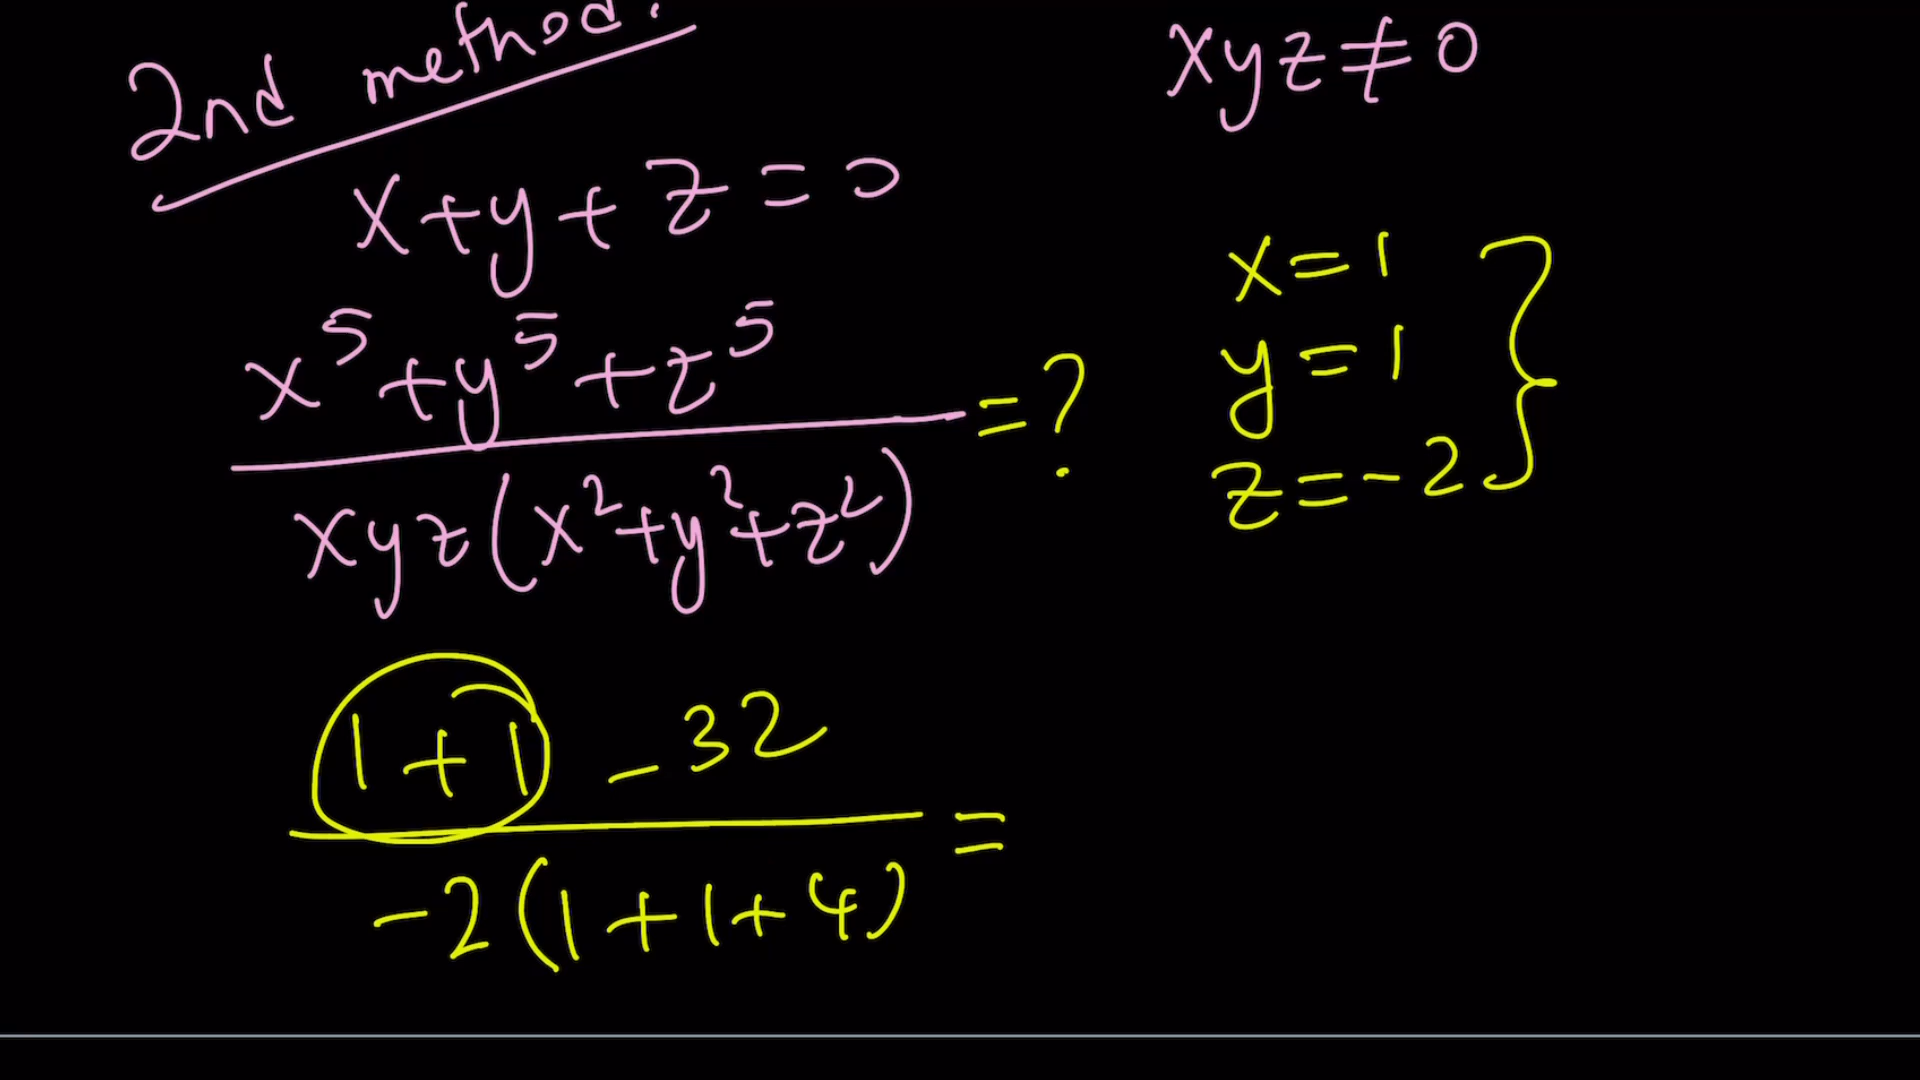 2nd method:
xyz≠0
x+y+z=0
x=1
y=1
z=-2
x⁵+y⁵+z⁵
xyz(x²+y²+z²)
=?
1+1-32
-2(1+1+4)
=